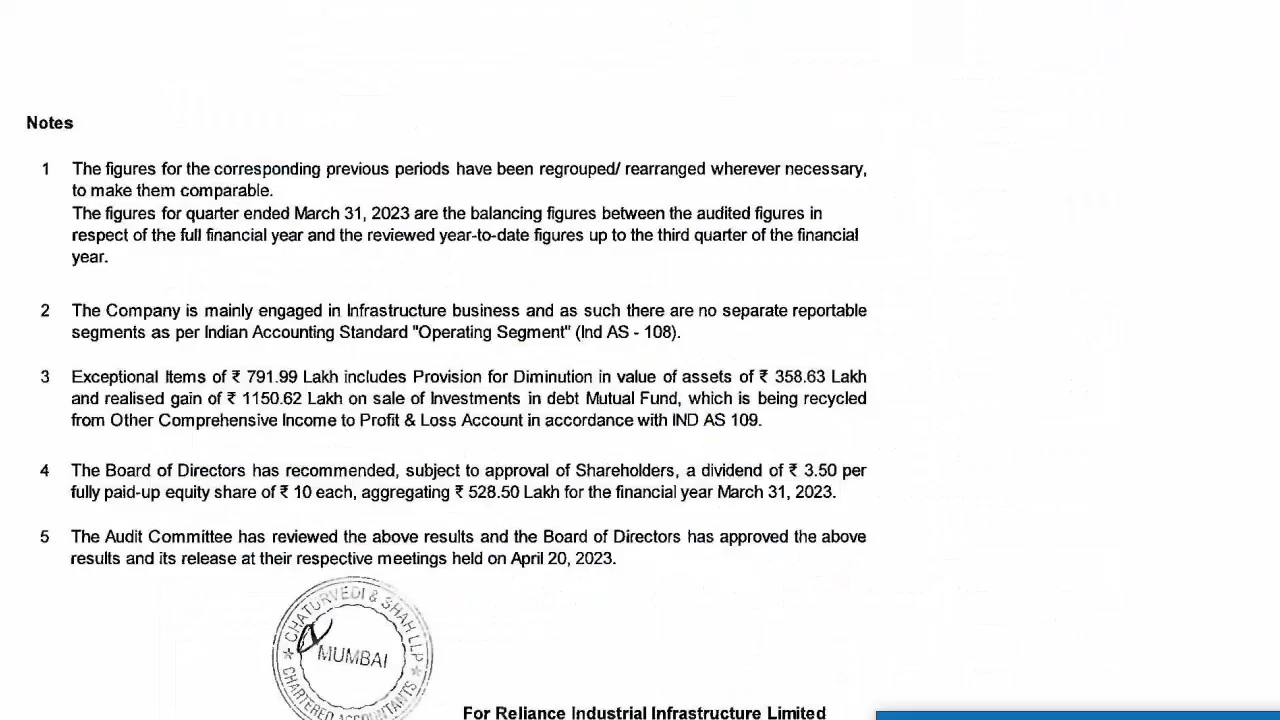 Notes
1 The figures for the corresponding previous periods have been regrouped/ rearranged wherever necessary,
to make them comparable.
The figures for quarter ended March 31, 2023 are the balancing figures between the audited figures in
respect of the full financial year and the reviewed year-to-date figures up to the third quarter of the financial
year.
2 The Company is mainly engaged in Infrastructure business and as such there are no separate reportable
segments as per Indian Accounting Standard "Operating Segment" (Ind AS - 108).
3 Exceptional Items of ₹ 791.99 Lakh includes Provision for Diminution in value of assets of ₹ 358.63 Lakh
and realised gain of ₹ 1150.62 Lakh on sale of Investments in debt Mutual Fund, which is being recycled
from Other Comprehensive Income to Profit & Loss Account in accordance with IND AS 109.
4 The Board of Directors has recommended, subject to approval of Shareholders, a dividend of ₹ 3.50 per
fully paid-up equity share of ₹ 10 each, aggregating ₹ 528.50 Lakh for the financial year March 31, 2023.
5 The Audit Committee has reviewed the above results and the Board of Directors has approved the above
results and its release at their respective meetings held on April 20, 2023.
CHATURVEDI & SHAH LLP
MUMBAI
CHARTERED ACCOUNTANTS
For Reliance Industrial Infrastructure Limited